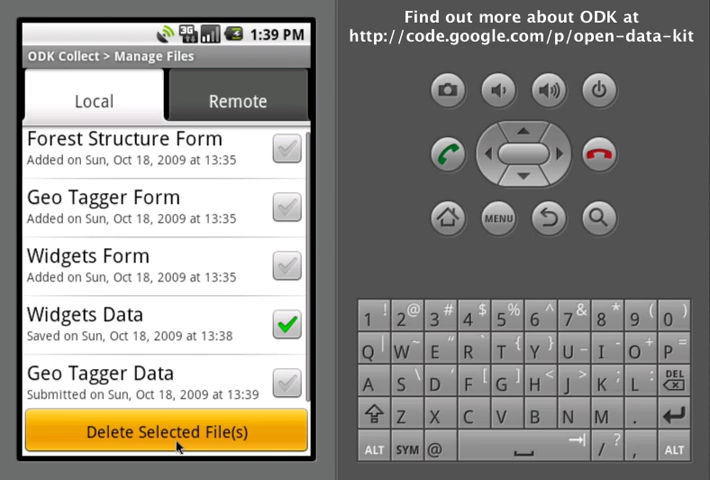 Find out more about ODK at
http://code.google.com/p/open-data-kit
3G
1:39 PM
ODK Collect > Manage Files
Local
Remote
Forest Structure Form
Added on Sun, Oct 18, 2009 at 13:35
Geo Tagger Form
Added on Sun, Oct 18, 2009 at 13:35
Widgets Form
Added on Sun, Oct 18, 2009 at 13:35
Widgets Data
Saved on Sun, Oct 18, 2009 at 13:38
Geo Tagger Data
Submitted on Sun, Oct 18, 2009 at 13:39
Delete Selected File(s)
MENU
1 ! 2 @ 3 # 4 $ 5 % 6 ^ 7 & 8 * 9 ( 0 )
Q | W ~ E " R ` T { Y } U - I - O + P =
A S \ D ' F [ G ] H < J > K ; L : DEL
Z X C V B N M .
ALT SYM @ / ? , ALT